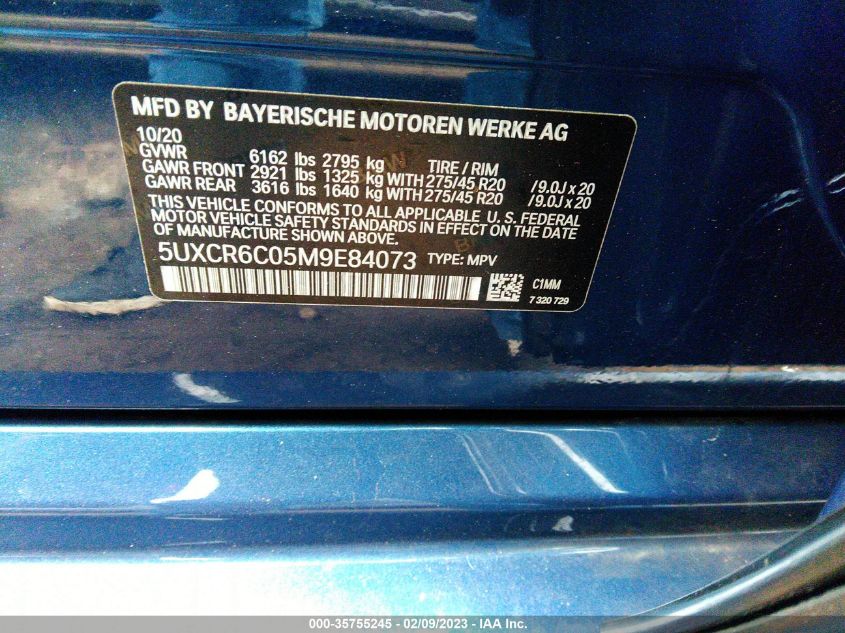 MFD BY BAYERISCHE MOTOREN WERKE AG
10/20
GVWR 6162 lbs 2795 kg TIRE / RIM
GAWR FRONT 2921 lbs 1325 kg WITH 275/45 R20 / 9.0J x 20
GAWR REAR 3616 lbs 1640 kg WITH 275/45 R20 / 9.0J x 20
THIS VEHICLE CONFORMS TO ALL APPLICABLE U. S. FEDERAL
MOTOR VEHICLE SAFETY STANDARDS IN EFFECT ON THE DATE
OF MANUFACTURE SHOWN ABOVE.
5UXCR6C05M9E84073 TYPE: MPV
C1MM
7 320 729
000-35755245 - 02/09/2023 - IAA Inc.